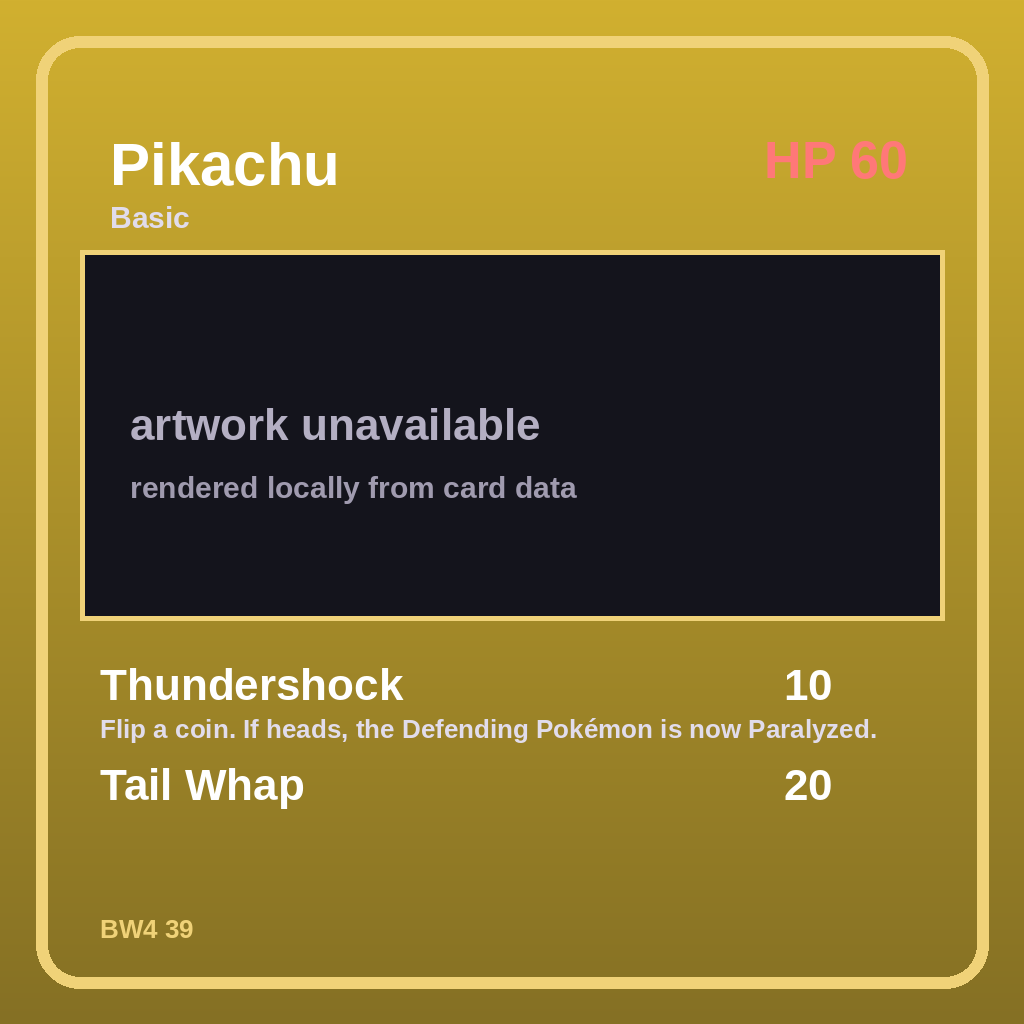 Pikachu
HP 60
Basic
artwork unavailable
rendered locally from card data
Thundershock 10
Flip a coin. If heads, the Defending Pokémon is now Paralyzed.
Tail Whap 20
BW4 39